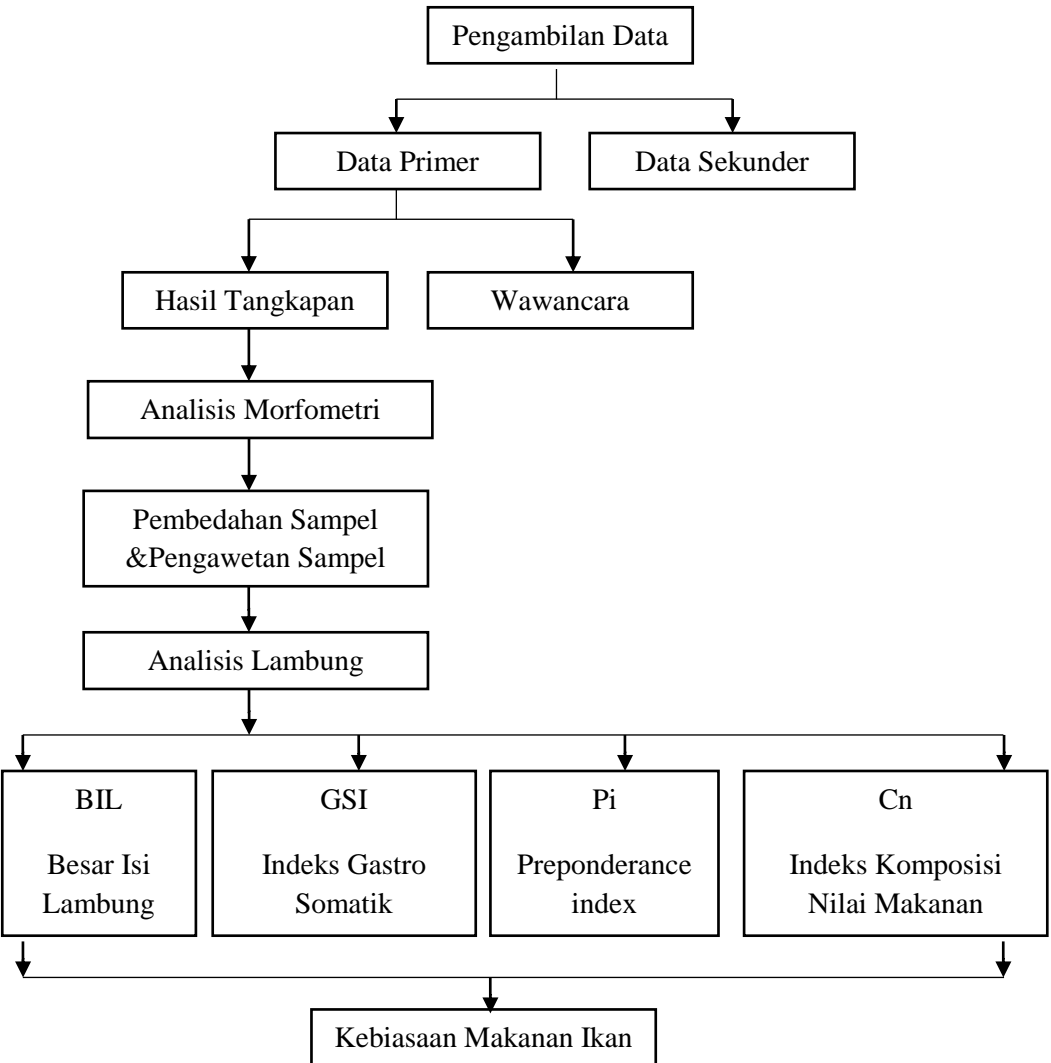 Pengambilan Data
Data Primer
Data Sekunder
Hasil Tangkapan
Wawancara
Analisis Morfometri
Pembedahan Sampel
&Pengawetan Sampel
Analisis Lambung
BIL
Besar Isi
Lambung
GSI
Indeks Gastro
Somatik
Pi
Preponderance
index
Cn
Indeks Komposisi
Nilai Makanan
Kebiasaan Makanan Ikan